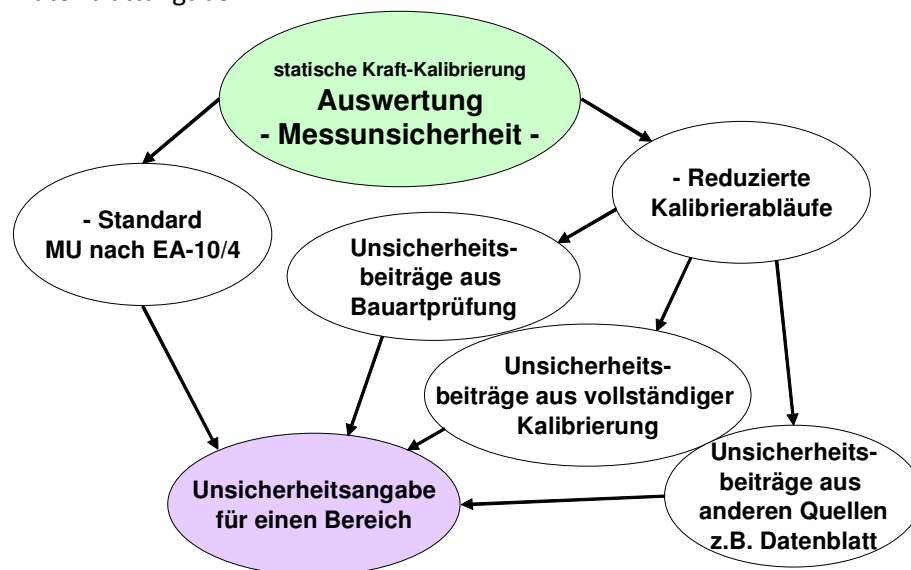 statische Kraft-Kalibrierung
Auswertung
- Messunsicherheit -
- Standard
MU nach EA-10/4
- Reduzierte
Kalibrierabläufe
Unsicherheits-
beiträge aus
Bauartprüfung
Unsicherheits-
beiträge aus vollständiger
Kalibrierung
Unsicherheits-
beiträge aus
anderen Quellen
z.B. Datenblatt
Unsicherheitsangabe
für einen Bereich